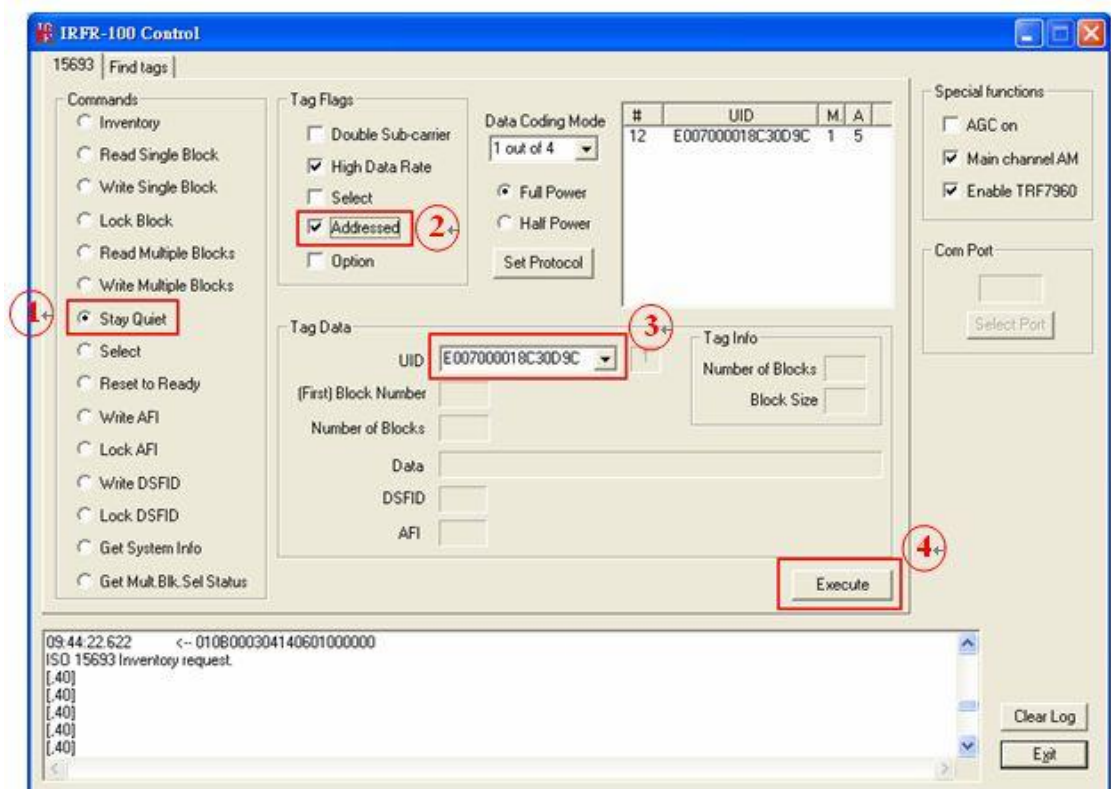 IRFR-100 Control
15693
Find tags
Commands
Inventory
Read Single Block
Write Single Block
Lock Block
Read Multiple Blocks
Write Multiple Blocks
1
Stay Quiet
Select
Reset to Ready
Write AFI
Lock AFI
Write DSFID
Lock DSFID
Get System Info
Get Mult.Blk.Sel Status
Tag Flags
Double Sub-carrier
High Data Rate
Select
Addressed
2
Option
Data Coding Mode
1 out of 4
Full Power
Half Power
Set Protocol
# UID M. A
12 E007000018C30D9C 1 5
Special functions
AGC on
Main channel AM
Enable TRF7960
Com Port
Select Port
Tag Data
3
UID E007000018C30D9C
(First) Block Number
Number of Blocks
Data
DSFID
AFI
Tag Info
Number of Blocks
Block Size
4
Execute
09:44:22.622 <-- 010B000304140601000000
ISO 15693 Inventory request.
[,40]
[,40]
[,40]
[,40]
[,40]
Clear Log
Exit